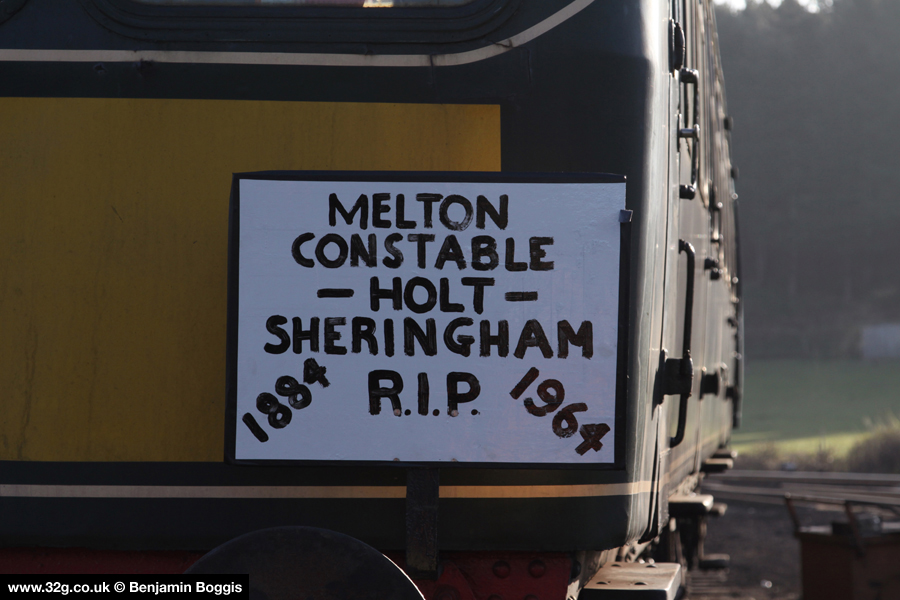 MELTON
CONSTABLE
– HOLT –
SHERINGHAM
1884 R.I.P. 1964
www.32g.co.uk © Benjamin Boggis